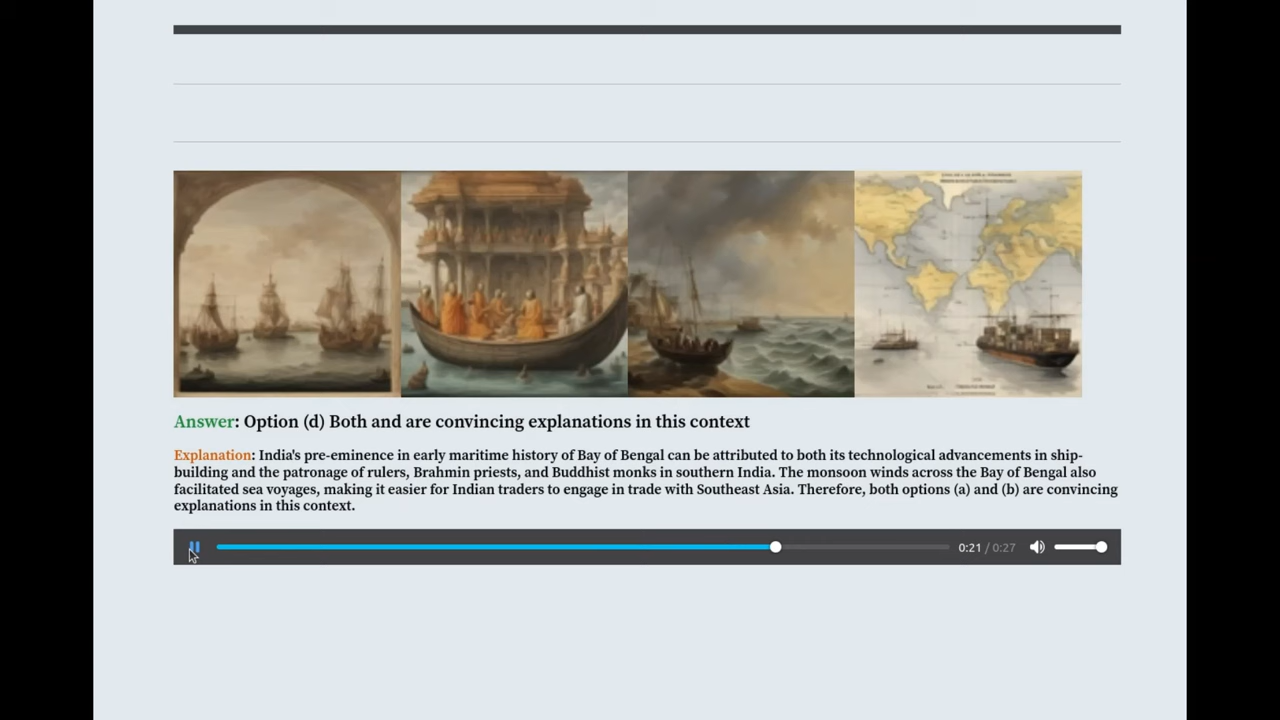 Answer: Option (d) Both and are convincing explanations in this context
Explanation: India's pre-eminence in early maritime history of Bay of Bengal can be attributed to both its technological advancements in ship-
building and the patronage of rulers, Brahmin priests, and Buddhist monks in southern India. The monsoon winds across the Bay of Bengal also
facilitated sea voyages, making it easier for Indian traders to engage in trade with Southeast Asia. Therefore, both options (a) and (b) are convincing
explanations in this context.
0:21 / 0:27